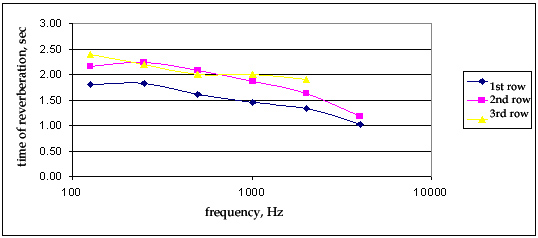 3.00
2.50
2.00
1.50
1.00
0.50
0.00
time of reverberation, sec
100
1000
10000
frequency, Hz
1st row
2nd row
3rd row